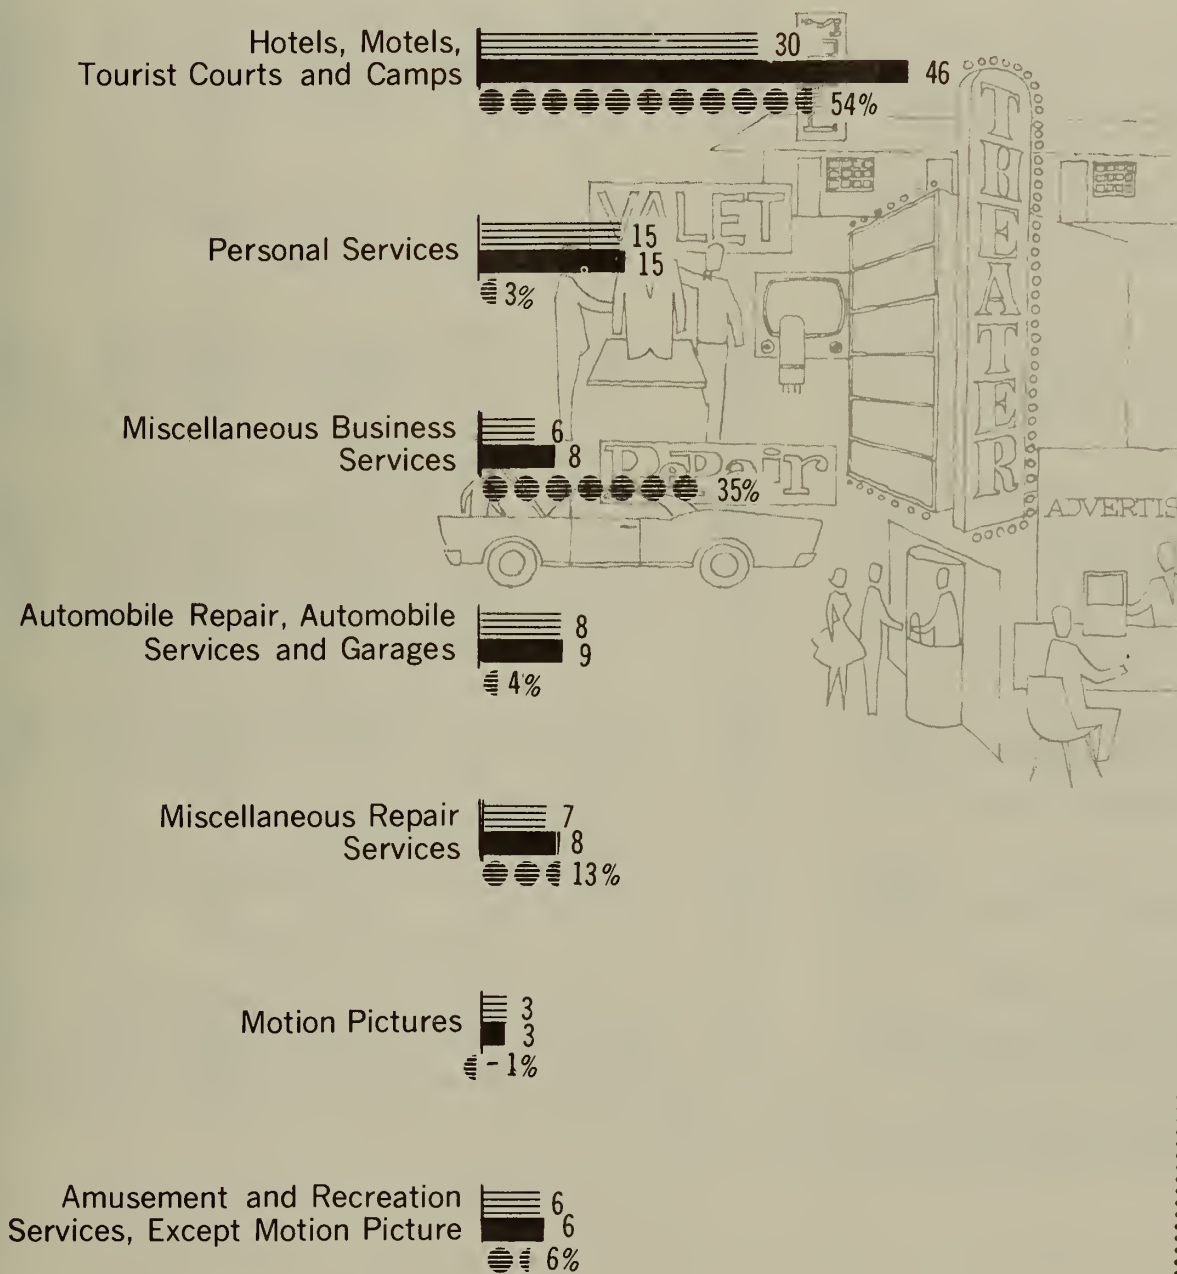 Hotels, Motels,
Tourist Courts and Camps
30
46
54%
TREATER
VALET
Personal Services
15
15
3%
Miscellaneous Business
Services
6
8
35%
Repair
ADVERTIS
Automobile Repair, Automobile
Services and Garages
8
9
4%
Miscellaneous Repair
Services
7
8
13%
Motion Pictures
3
3
- 1%
Amusement and Recreation
Services, Except Motion Picture
6
6
6%